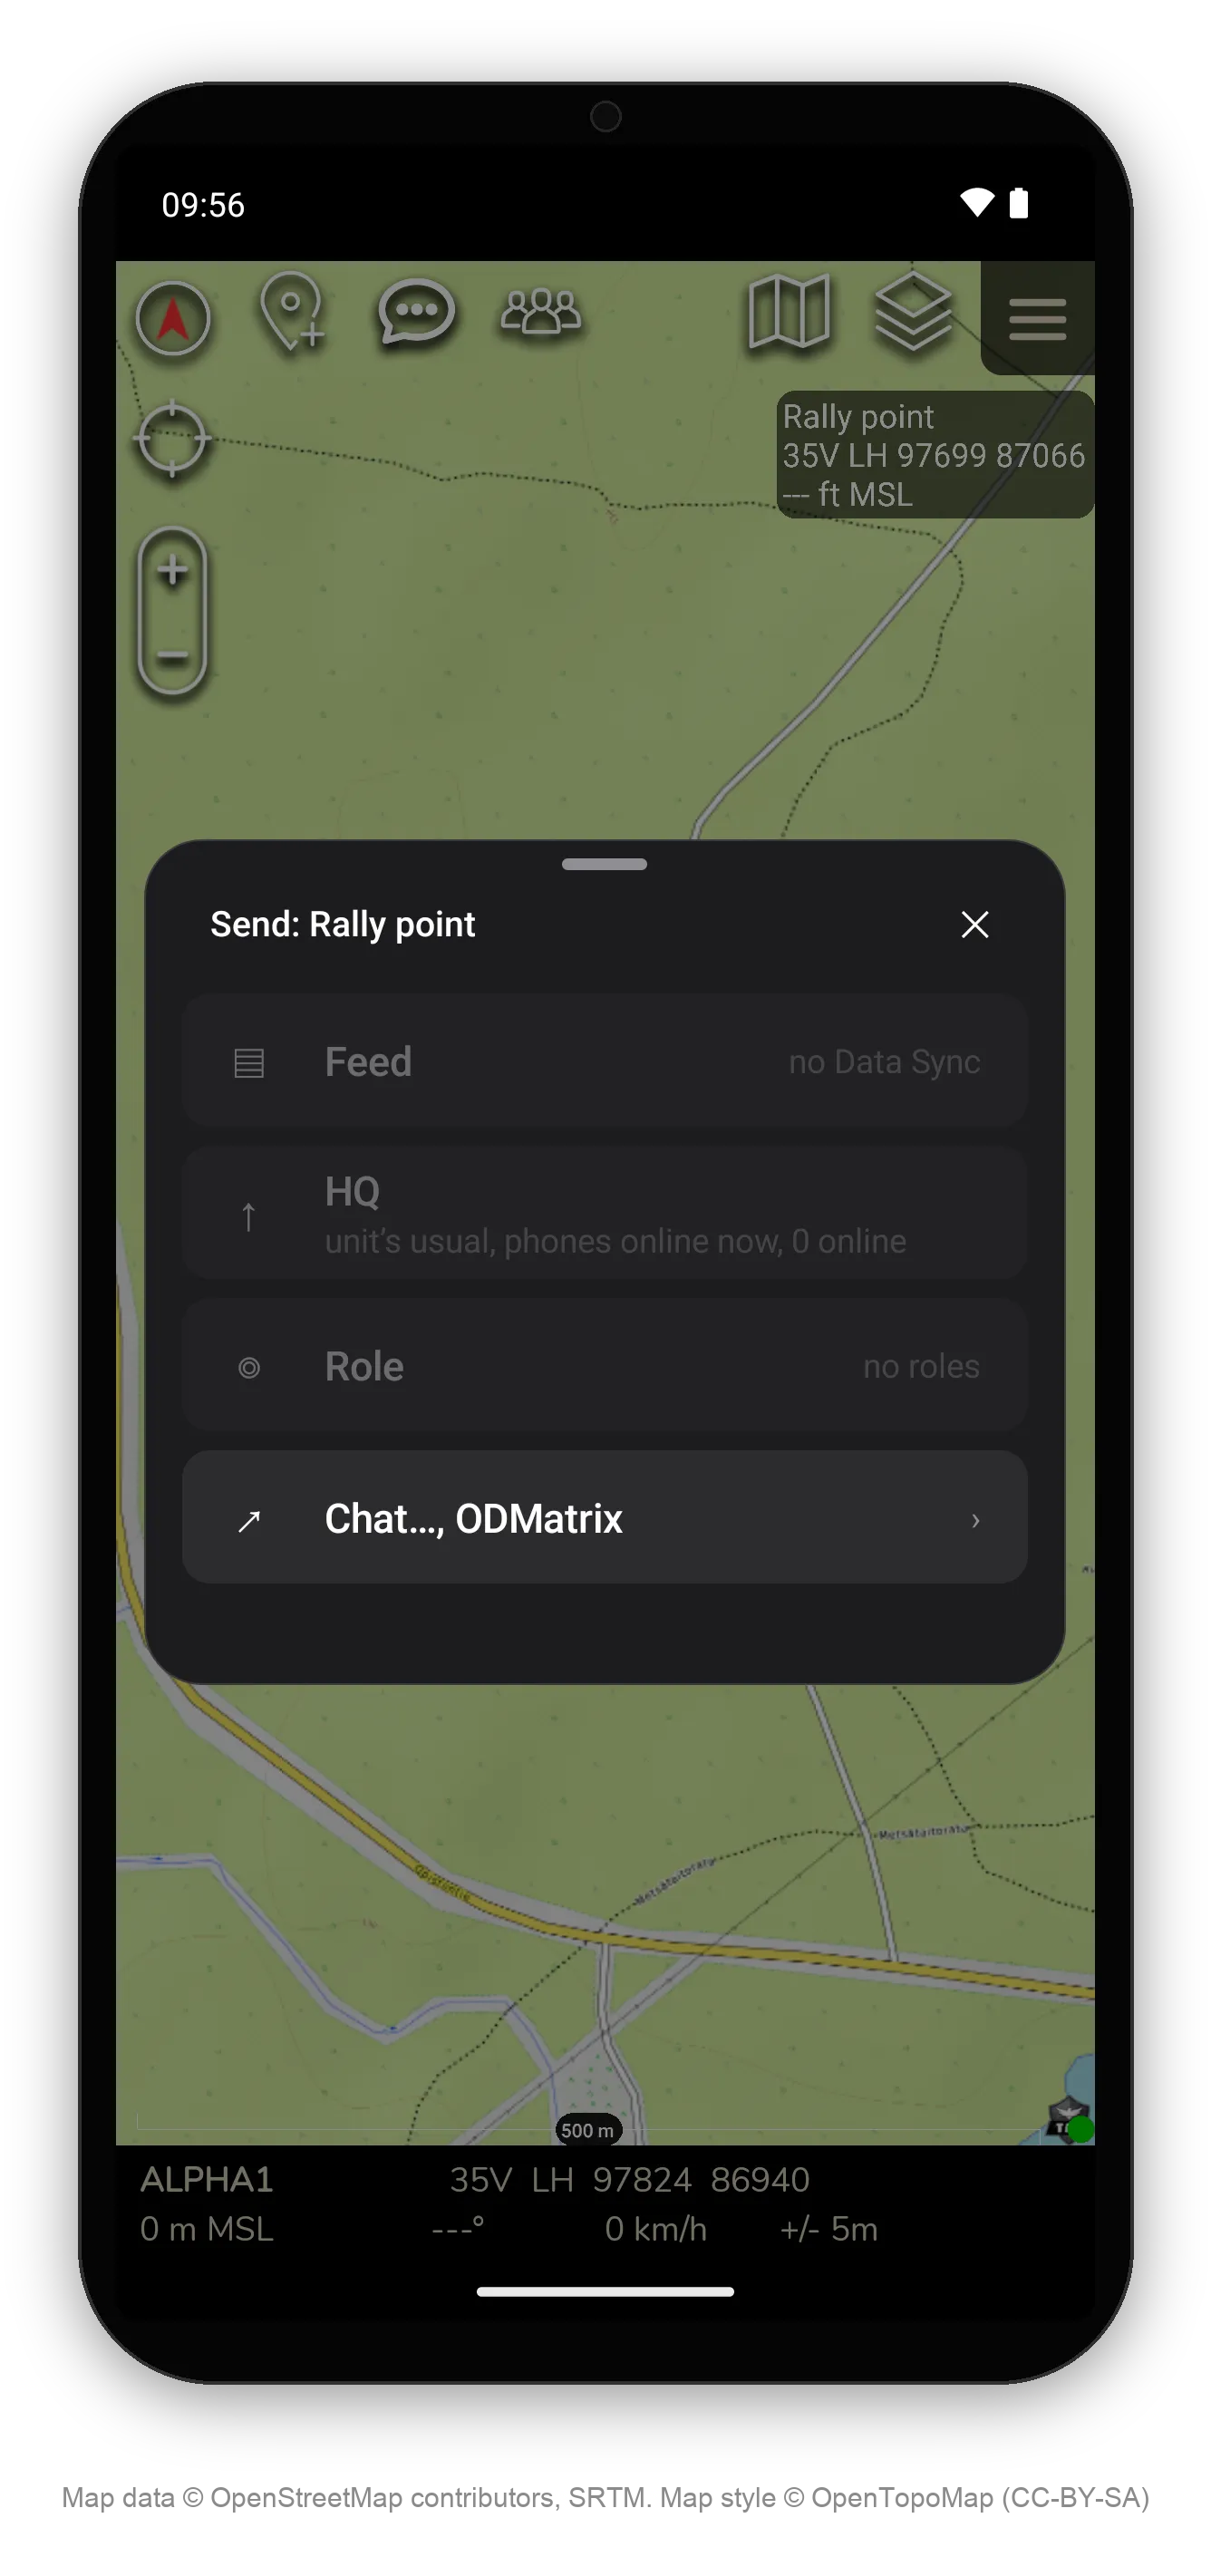 09:56
Rally point
35V LH 97699 87066
--- ft MSL
Send: Rally point
Feed
no Data Sync
HQ
unit's usual, phones online now, 0 online
Role
no roles
Chat..., ODMatrix
Metsätaitorata
Metsätaitorata
500 m
ALPHA1
35V LH 97824 86940
0 m MSL
---°
0 km/h
+/- 5m
Map data © OpenStreetMap contributors, SRTM. Map style © OpenTopoMap (CC-BY-SA)